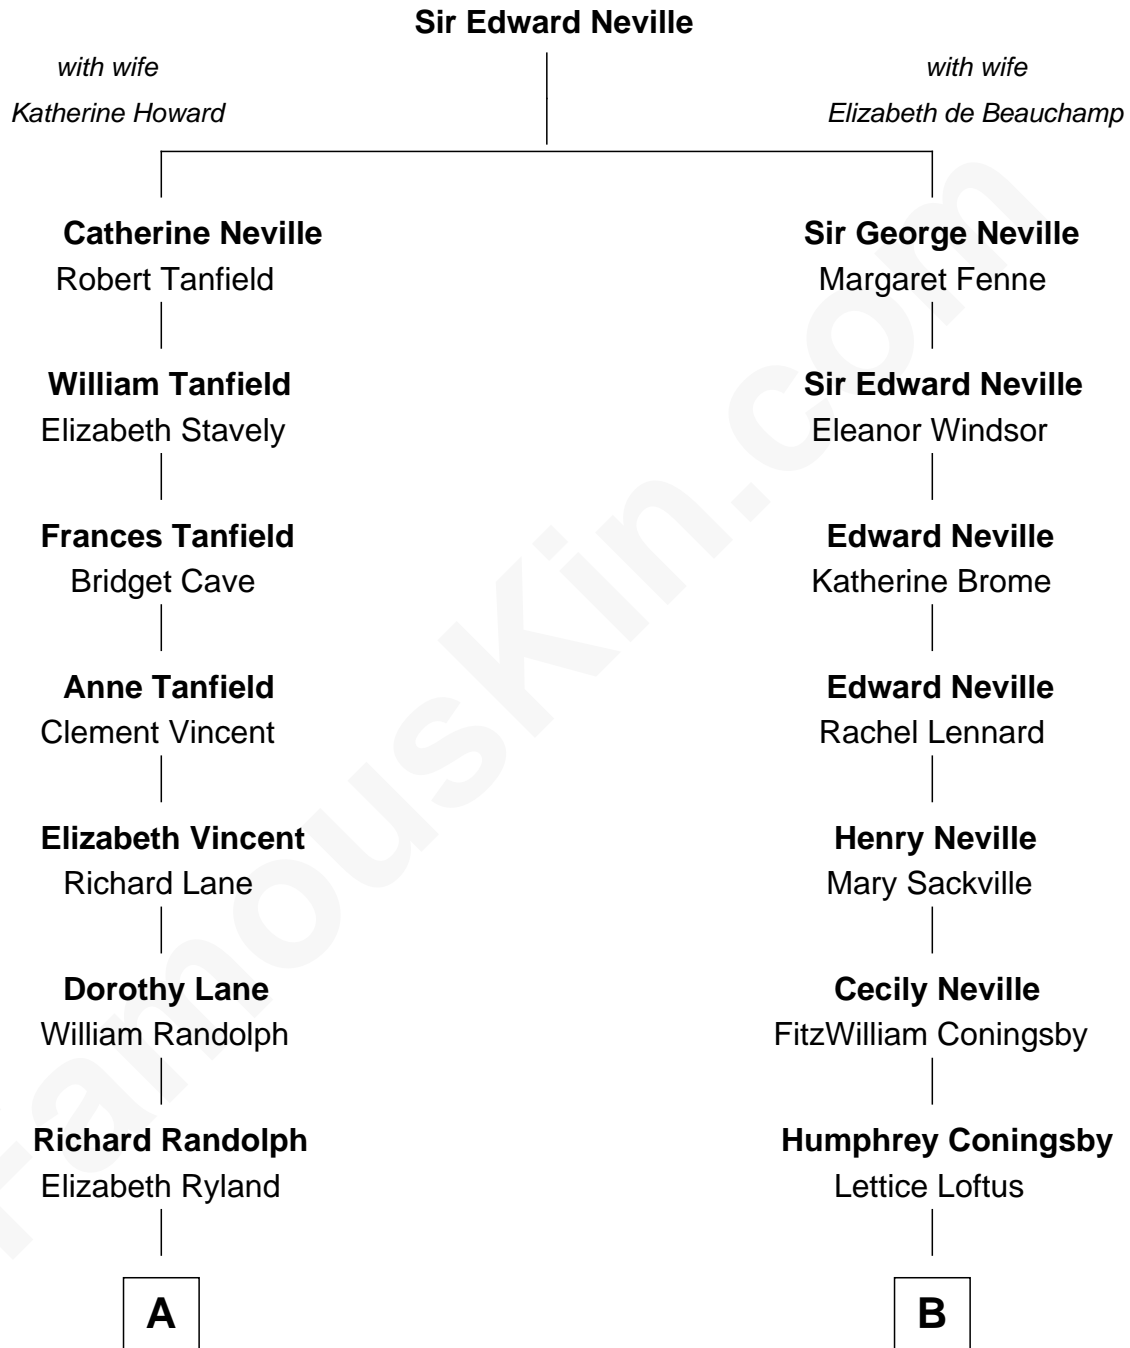 Sir Edward Neville
with wife
Katherine Howard
with wife
Elizabeth de Beauchamp
Catherine Neville
Robert Tanfield
William Tanfield
Elizabeth Stavely
Frances Tanfield
Bridget Cave
Anne Tanfield
Clement Vincent
Elizabeth Vincent
Richard Lane
Dorothy Lane
William Randolph
Richard Randolph
Elizabeth Ryland
A
Sir George Neville
Margaret Fenne
Sir Edward Neville
Eleanor Windsor
Edward Neville
Katherine Brome
Edward Neville
Rachel Lennard
Henry Neville
Mary Sackville
Cecily Neville
FitzWilliam Coningsby
Humphrey Coningsby
Lettice Loftus
B
FamousKin.com